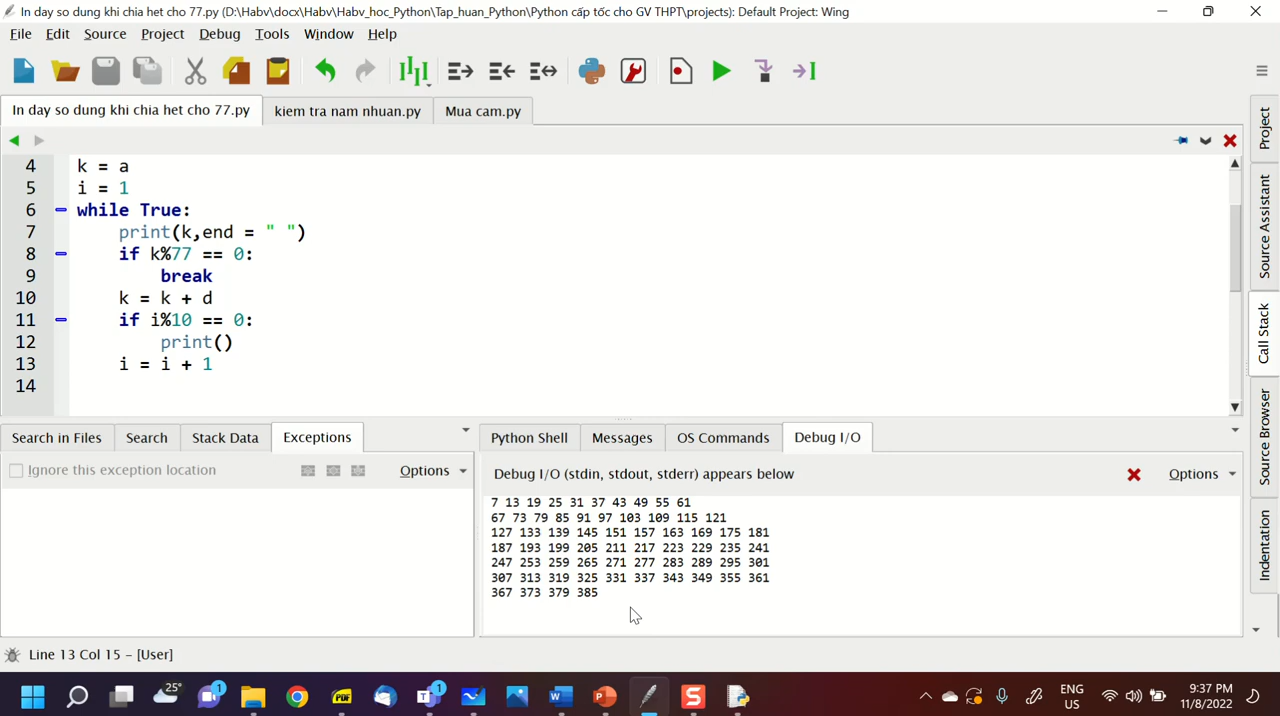 In day so dung khi chia het cho 77.py (D:\Habv\docx\Habv\Habv_hoc_Python\Tap_huan_Python\Python cấp tốc cho GV THPT\projects): Default Project: Wing
File Edit Source Project Debug Tools Window Help
In day so dung khi chia het cho 77.py kiem tra nam nhuan.py Mua cam.py
4 k = a
5 i = 1
6 while True:
7 print(k,end = " ")
8 if k%77 == 0:
9 break
10 k = k + d
11 if i%10 == 0:
12 print()
13 i = i + 1
14
Project
Source Assistant
Call Stack
Source Browser
Indentation
Search in Files Search Stack Data Exceptions
Ignore this exception location Options
Python Shell Messages OS Commands Debug I/O
Debug I/O (stdin, stdout, stderr) appears below Options
7 13 19 25 31 37 43 49 55 61
67 73 79 85 91 97 103 109 115 121
127 133 139 145 151 157 163 169 175 181
187 193 199 205 211 217 223 229 235 241
247 253 259 265 271 277 283 289 295 301
307 313 319 325 331 337 343 349 355 361
367 373 379 385
Line 13 Col 15 – [User]
25°
1
PDF
T 1
W
P
S
ENG
US
9:37 PM
11/8/2022